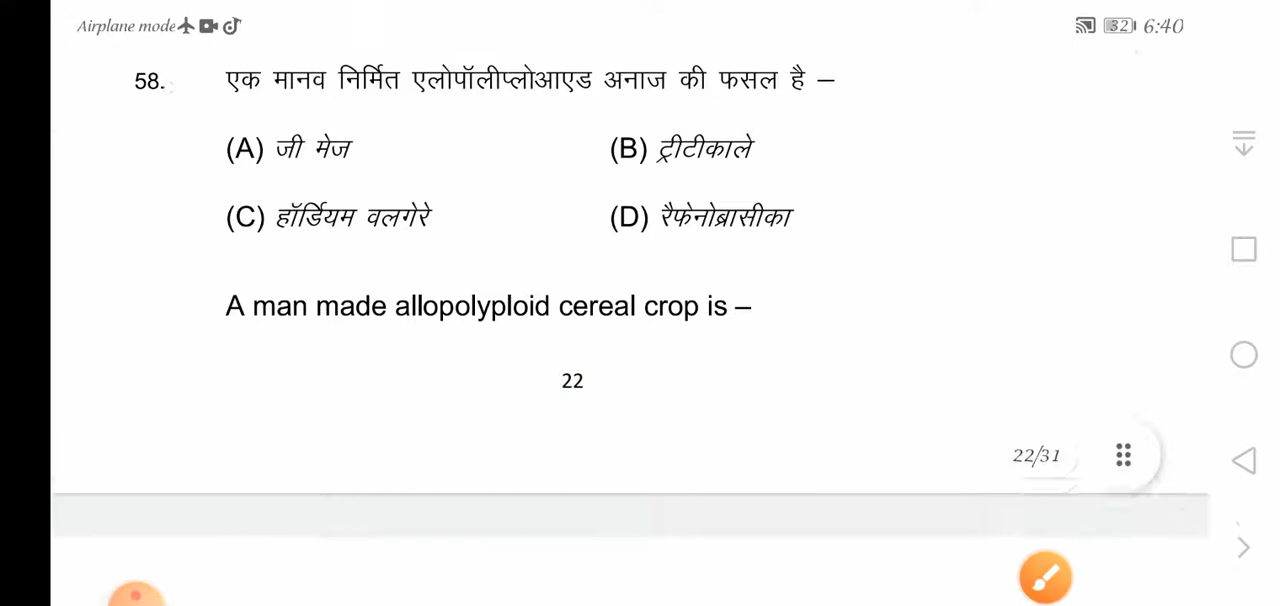 Airplane mode 32 6:40
58. एक मानव निर्मित एलोपॉलीप्लोआएड अनाज की फसल है –
(A) जी मेज (B) ट्रीटीकाले
(C) हॉर्डियम वलगेरे (D) रैफेनोब्रासीका
A man made allopolyploid cereal crop is –
22
22/31